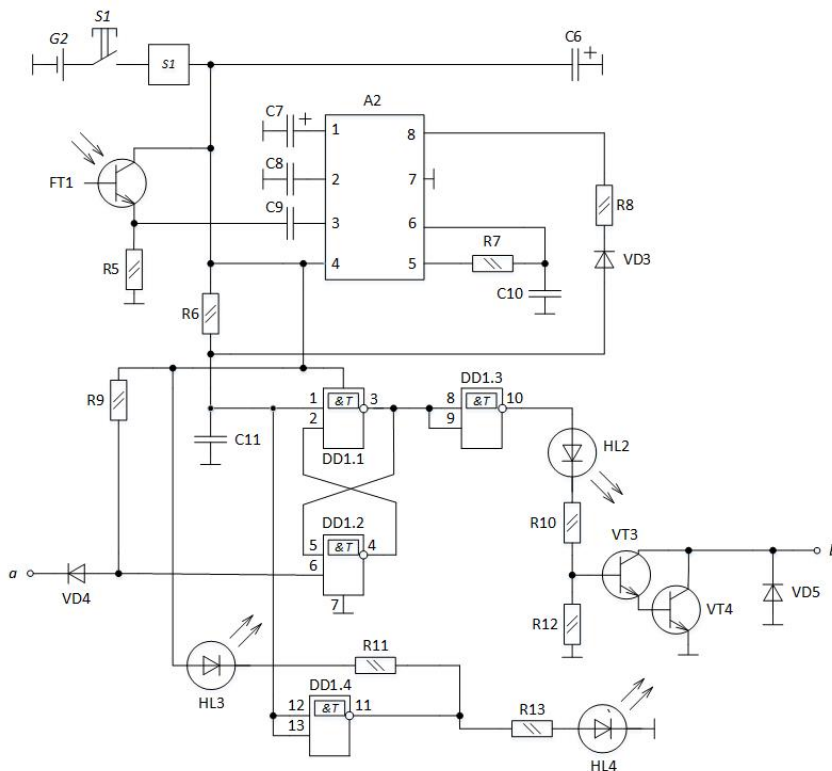 S1
G2
S1
C6
+
A2
C7
+
1
8
C8
2
7
FT1
C9
3
R8
6
R7
R5
4
5
VD3
C10
R6
R9
DD1.3
1
&T
3
8
&T
10
2
9
C11
DD1.1
HL2
DD1.2
R10
5
&T
4
VT3
6
a
b
VD4
7
VD5
R12
VT4
R11
HL3
DD1.4
12
&T
11
R13
13
HL4